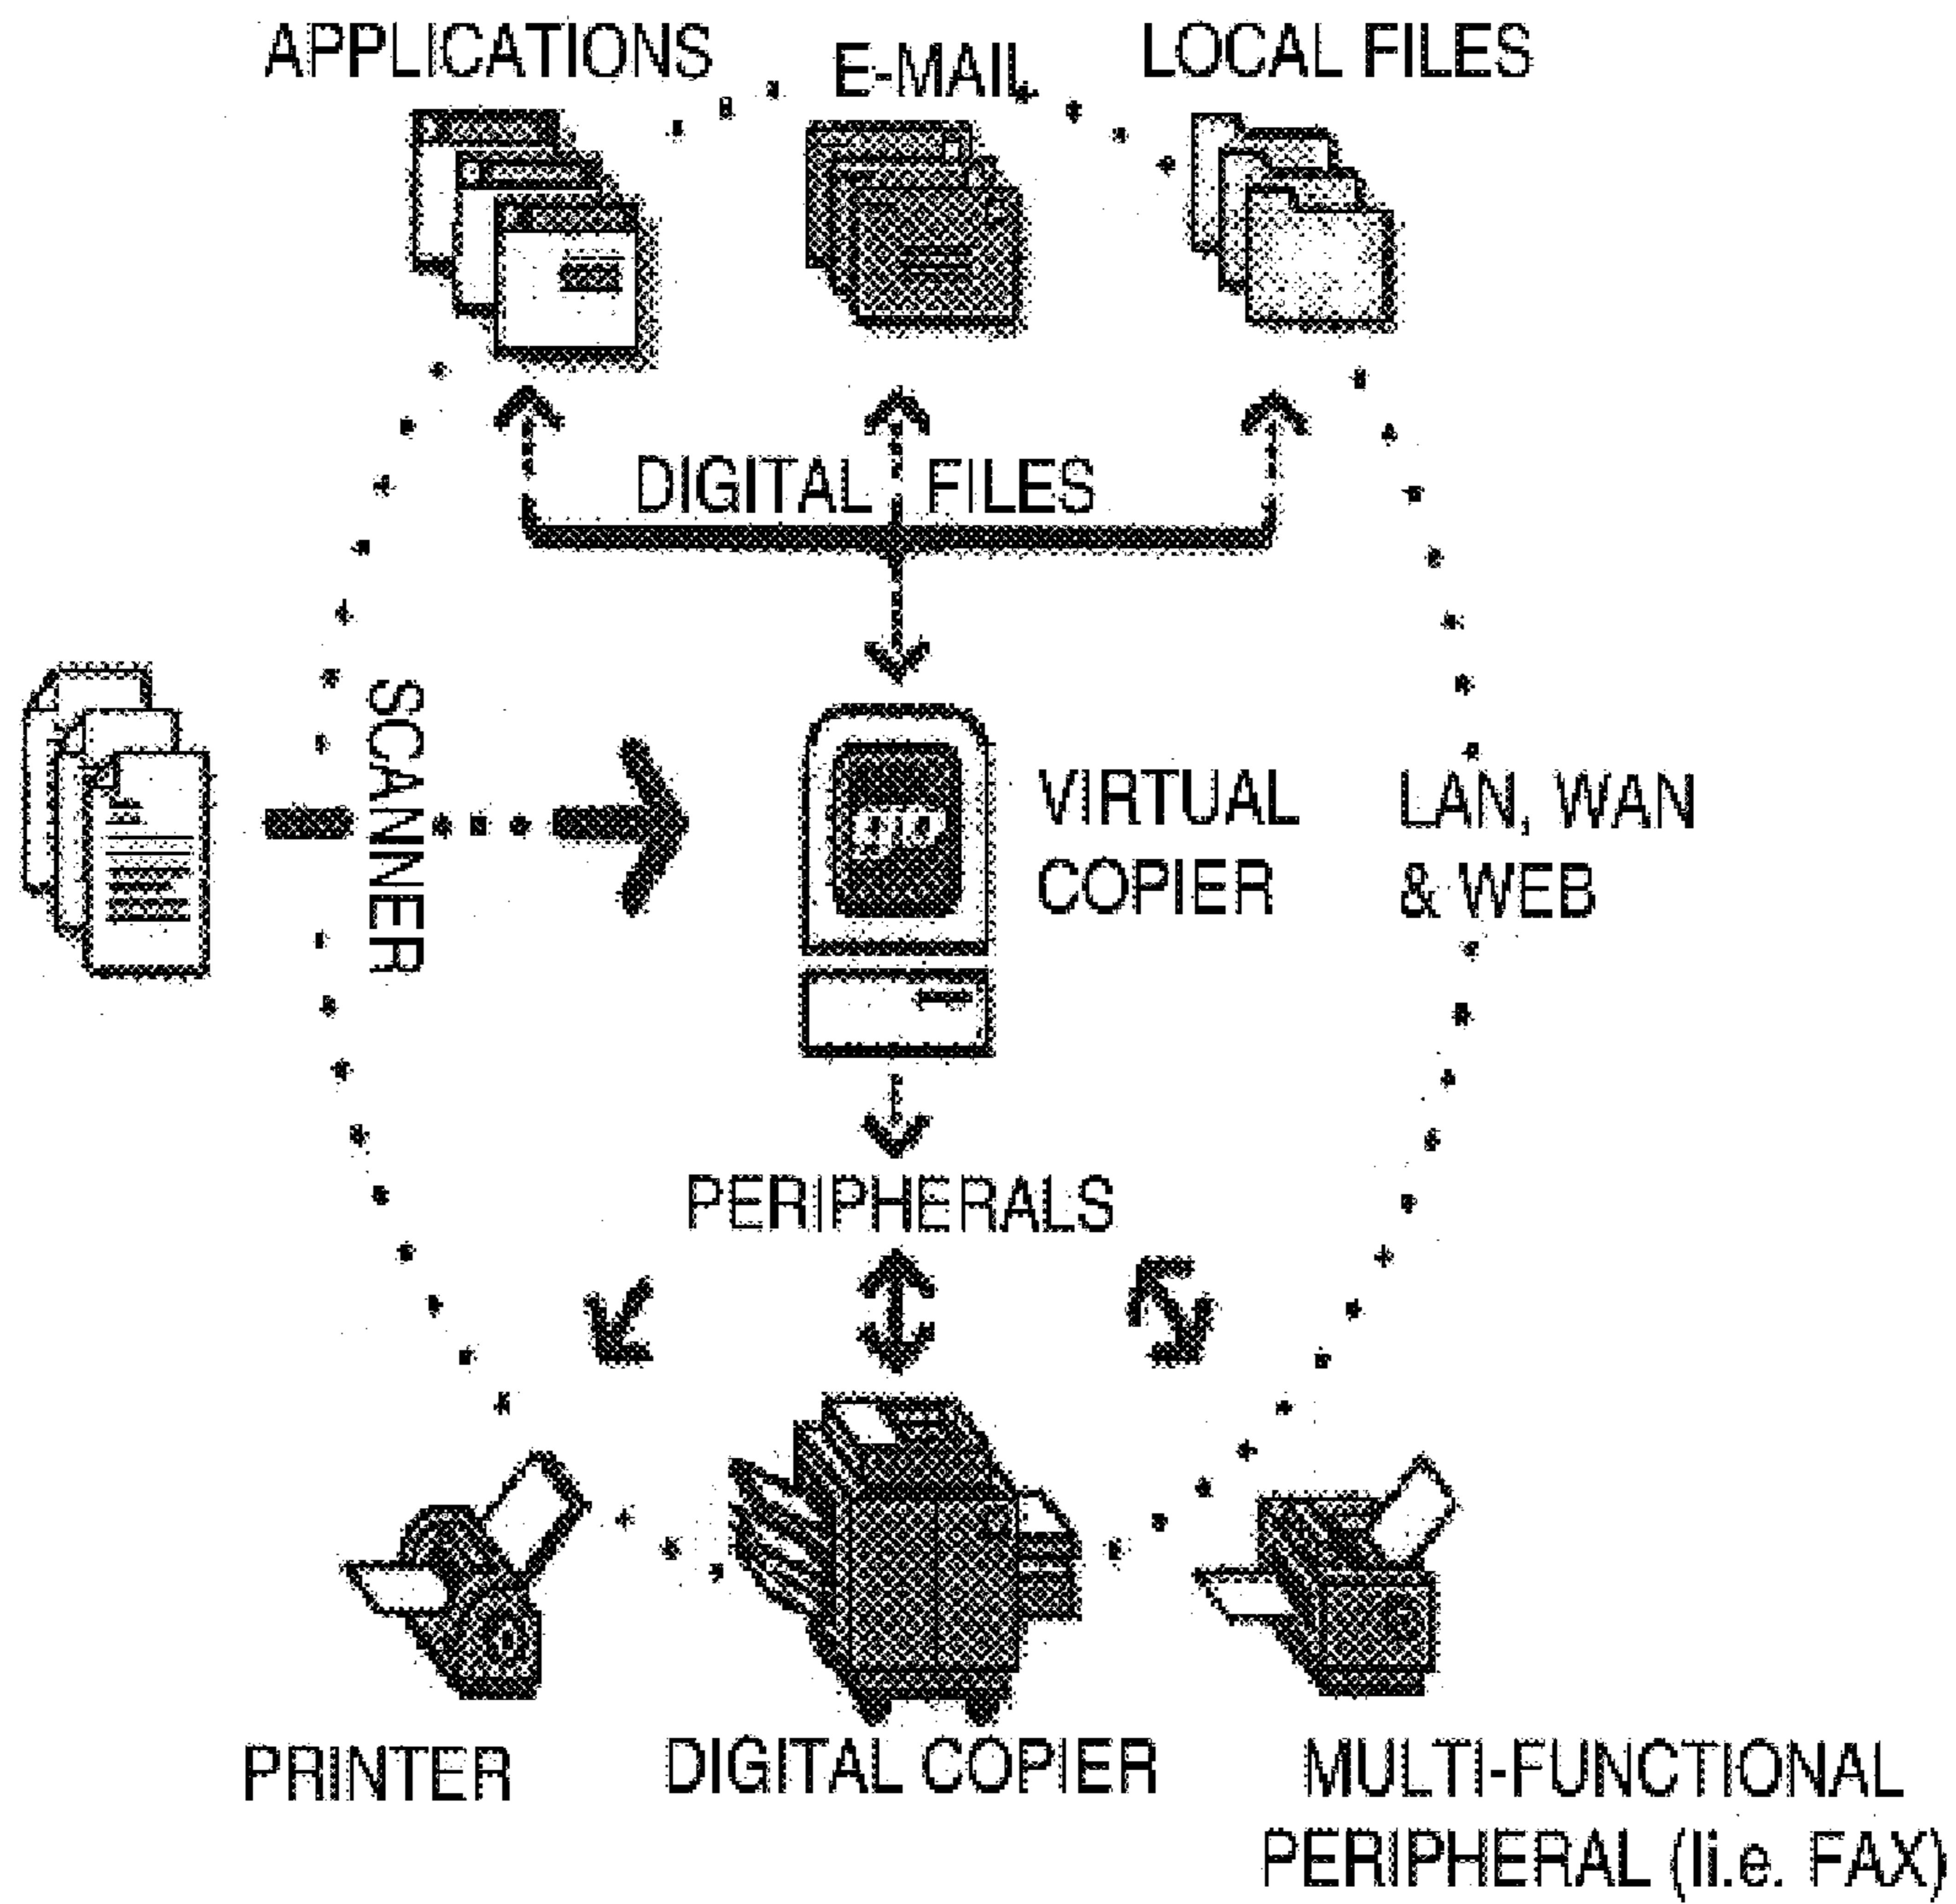 APPLICATIONS
E-MAIL
LOCAL FILES
DIGITAL FILES
SCANNER
VIRTUAL
COPIER
LAN, WAN
& WEB
PERIPHERALS
PRINTER
DIGITAL COPIER
MULTI-FUNCTIONAL
PERIPHERAL (Ii.e. FAX)